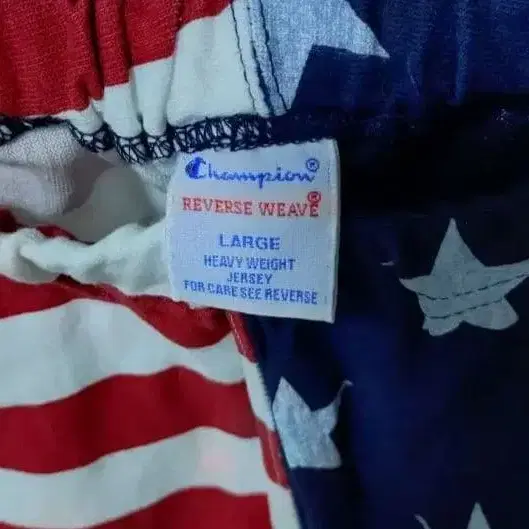 Champion®
REVERSE WEAVE®
LARGE
HEAVY WEIGHT
JERSEY
FOR CARE SEE REVERSE